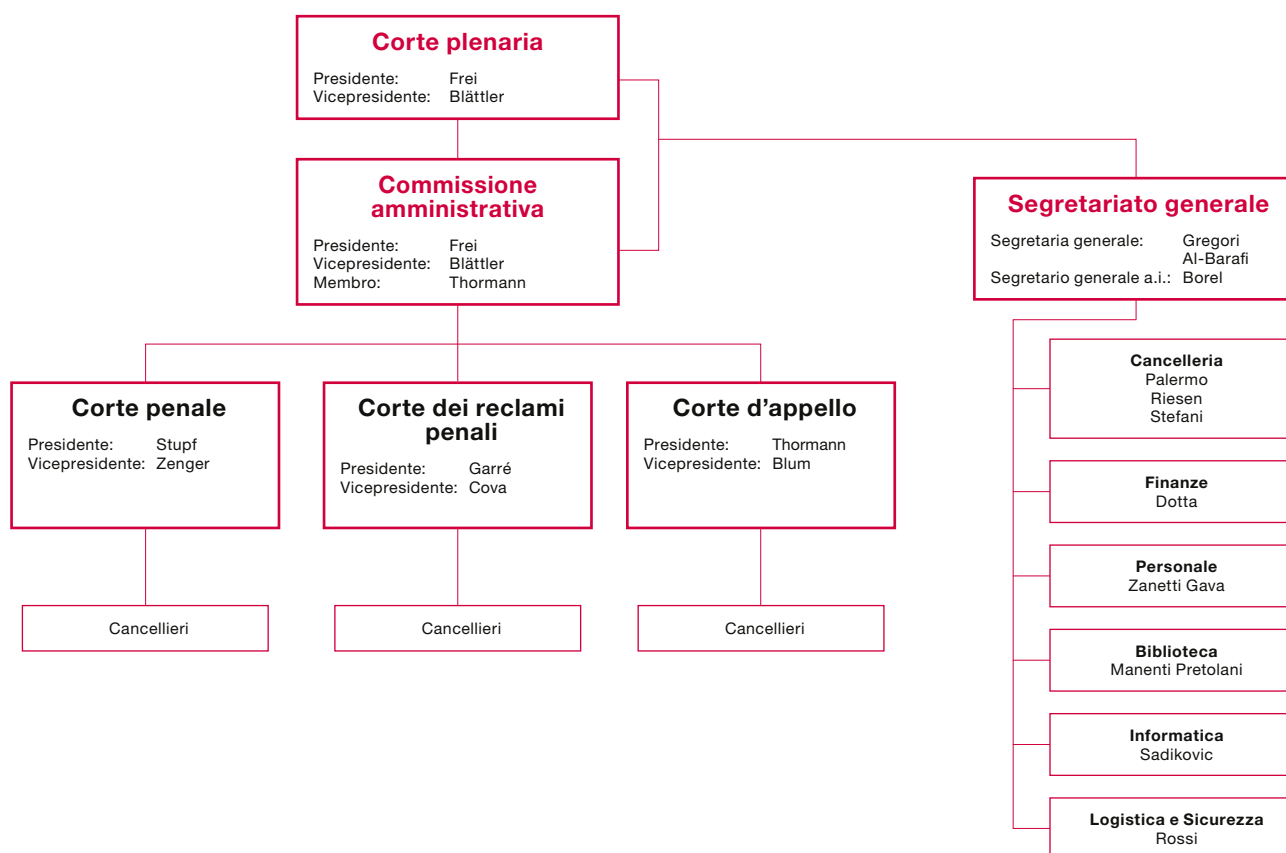 Corte plenaria
Presidente: Frei
Vicepresidente: Blättler
Commissione
amministrativa
Presidente: Frei
Vicepresidente: Blättler
Membro: Thormann
Segretariato generale
Segretaria generale: Gregori
Al-Barafi
Segretario generale a.i.: Borel
Corte penale
Presidente: Stupf
Vicepresidente: Zenger
Corte dei reclami
penali
Presidente: Garré
Vicepresidente: Cova
Corte d'appello
Presidente: Thormann
Vicepresidente: Blum
Cancellieri
Cancellieri
Cancellieri
Cancelleria
Palermo
Riesen
Stefani
Finanze
Dotta
Personale
Zanetti Gava
Biblioteca
Manenti Pretolani
Informatica
Sadikovic
Logistica e Sicurezza
Rossi